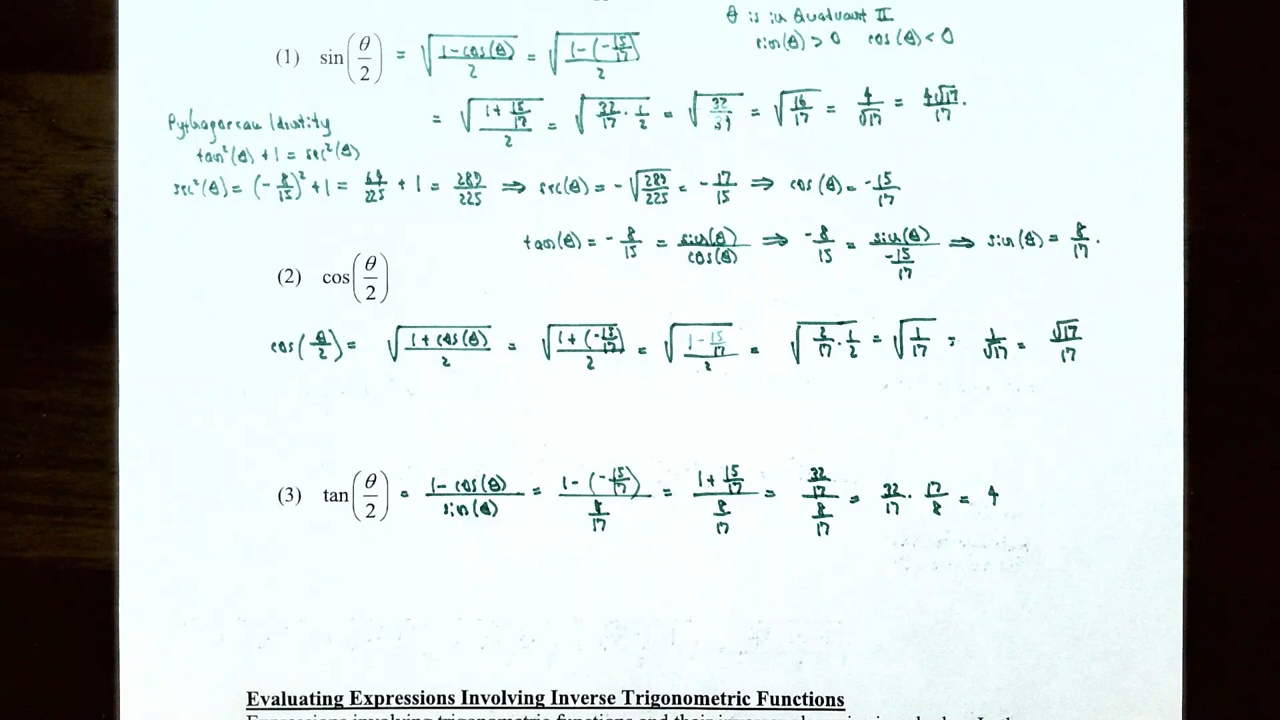 θ is in Quadrant II
sin(θ) > 0 cos(θ) < 0
(1) sin(θ/2) = √((1-cos(θ))/2) = √((1-(-15/17))/2)
= √((1+15/17)/2) = √(32/17 · 1/2) = √(32/34) = √(16/17) = 4/√17 = 4√17/17.
Pythagorean Identity
tan²(θ) + 1 = sec²(θ)
sec²(θ) = (-8/15)² + 1 = 64/225 + 1 = 289/225 ⇒ sec(θ) = -√(289/225) = -17/15 ⇒ cos(θ) = -15/17
tan(θ) = -8/15 = sin(θ)/cos(θ) ⇒ -8/15 = sin(θ)/(-15/17) ⇒ sin(θ) = 8/17.
(2) cos(θ/2)
cos(θ/2) = √((1+cos(θ))/2) = √((1+(-15/17))/2) = √((1-15/17)/2) = √(2/17 · 1/2) = √(1/17) = 1/√17 = √17/17
(3) tan(θ/2) = (1-cos(θ))/sin(θ) = (1-(-15/17))/(8/17) = (1+15/17)/(8/17) = (32/17)/(8/17) = 32/17 · 17/8 = 4
Evaluating Expressions Involving Inverse Trigonometric Functions